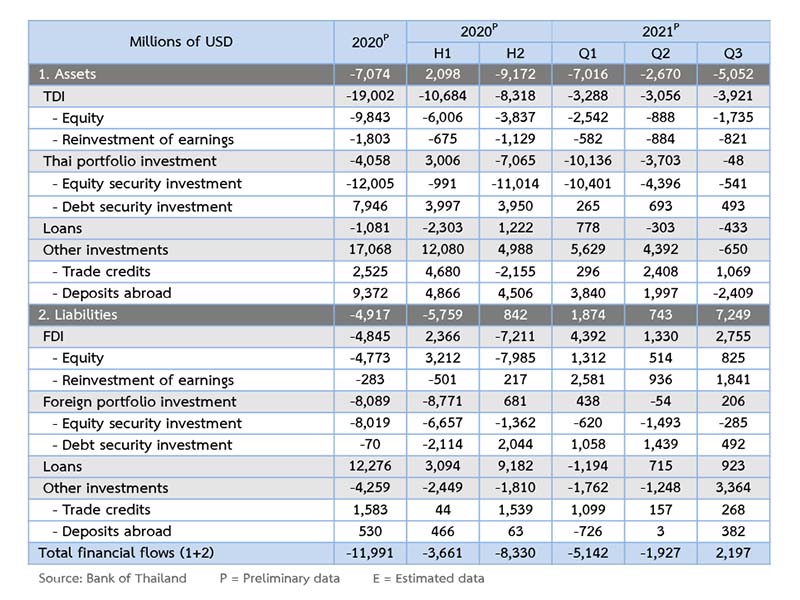 Millions of USD 2020P 2020P 2021P
H1 H2 Q1 Q2 Q3
1. Assets -7,074 2,098 -9,172 -7,016 -2,670 -5,052
TDI -19,002 -10,684 -8,318 -3,288 -3,056 -3,921
- Equity -9,843 -6,006 -3,837 -2,542 -888 -1,735
- Reinvestment of earnings -1,803 -675 -1,129 -582 -884 -821
Thai portfolio investment -4,058 3,006 -7,065 -10,136 -3,703 -48
- Equity security investment -12,005 -991 -11,014 -10,401 -4,396 -541
- Debt security investment 7,946 3,997 3,950 265 693 493
Loans -1,081 -2,303 1,222 778 -303 -433
Other investments 17,068 12,080 4,988 5,629 4,392 -650
- Trade credits 2,525 4,680 -2,155 296 2,408 1,069
- Deposits abroad 9,372 4,866 4,506 3,840 1,997 -2,409
2. Liabilities -4,917 -5,759 842 1,874 743 7,249
FDI -4,845 2,366 -7,211 4,392 1,330 2,755
- Equity -4,773 3,212 -7,985 1,312 514 825
- Reinvestment of earnings -283 -501 217 2,581 936 1,841
Foreign portfolio investment -8,089 -8,771 681 438 -54 206
- Equity security investment -8,019 -6,657 -1,362 -620 -1,493 -285
- Debt security investment -70 -2,114 2,044 1,058 1,439 492
Loans 12,276 3,094 9,182 -1,194 715 923
Other investments -4,259 -2,449 -1,810 -1,762 -1,248 3,364
- Trade credits 1,583 44 1,539 1,099 157 268
- Deposits abroad 530 466 63 -726 3 382
Total financial flows (1+2) -11,991 -3,661 -8,330 -5,142 -1,927 2,197
Source: Bank of Thailand P = Preliminary data E = Estimated data